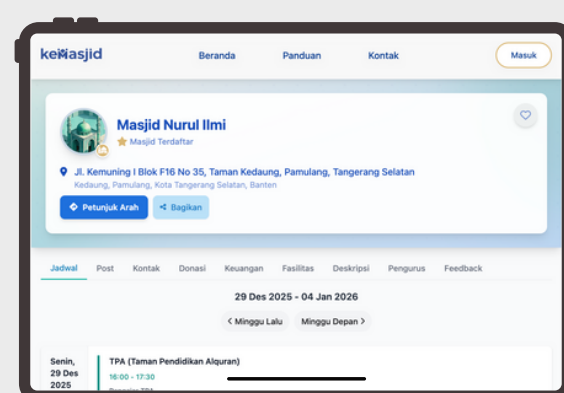 keMasjid
Beranda Panduan Kontak Masuk
Masjid Nurul Ilmi
Masjid Terdaftar
Jl. Kemuning I Blok F16 No 35, Taman Kedaung, Pamulang, Tangerang Selatan
Kedaung, Pamulang, Kota Tangerang Selatan, Banten
Petunjuk Arah Bagikan
Jadwal Post Kontak Donasi Keuangan Fasilitas Deskripsi Pengurus Feedback
29 Des 2025 - 04 Jan 2026
< Minggu Lalu Minggu Depan >
Senin,
29 Des
2025
TPA (Taman Pendidikan Alquran)
16:00 - 17:30